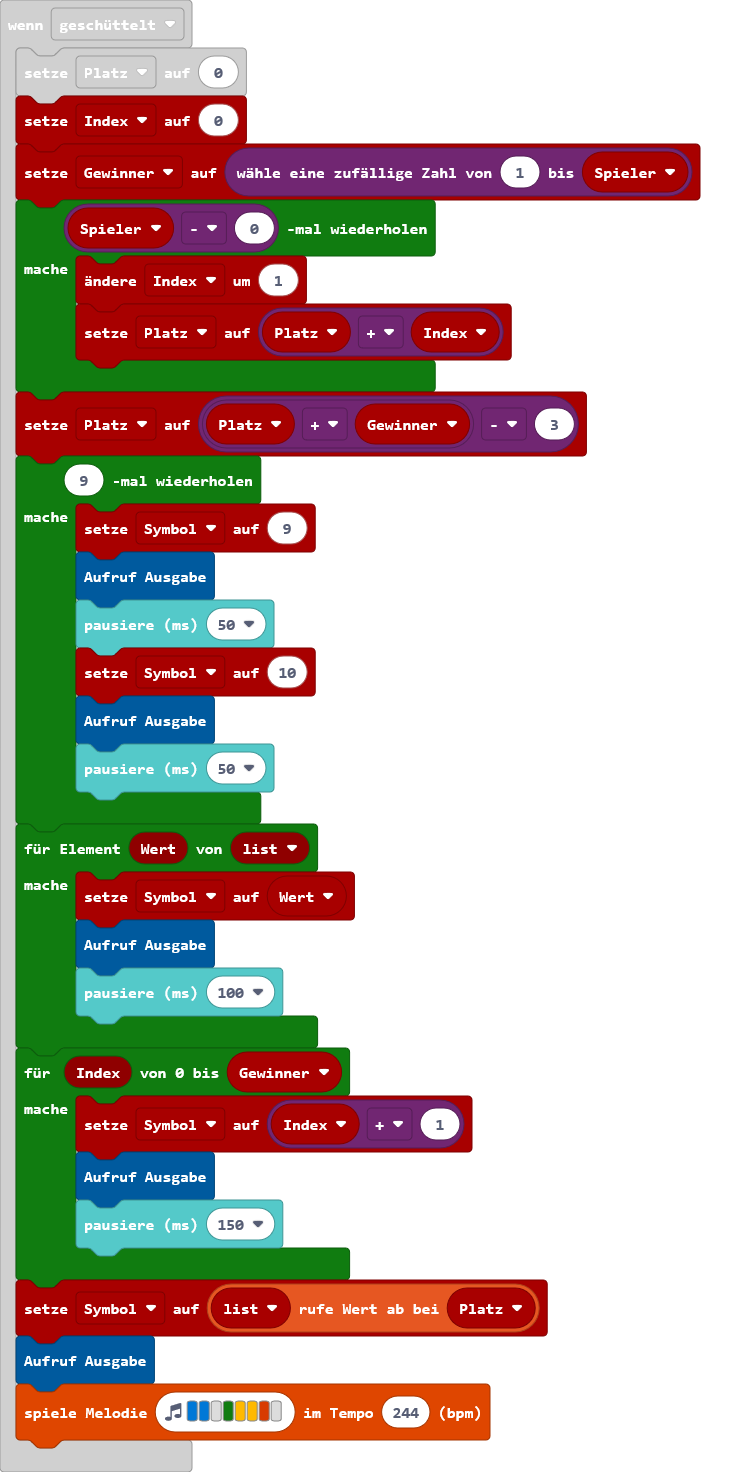 wenn geschüttelt
setze Platz auf 0
setze Index auf 0
setze Gewinner auf wähle eine zufällige Zahl von 1 bis Spieler
Spieler - 0 -mal wiederholen
mache
ändere Index um 1
setze Platz auf Platz + Index
setze Platz auf Platz + Gewinner - 3
9 -mal wiederholen
mache
setze Symbol auf 9
Aufruf Ausgabe
pausiere (ms) 50
setze Symbol auf 10
Aufruf Ausgabe
pausiere (ms) 50
für Element Wert von list
mache
setze Symbol auf Wert
Aufruf Ausgabe
pausiere (ms) 100
für Index von 0 bis Gewinner
mache
setze Symbol auf Index + 1
Aufruf Ausgabe
pausiere (ms) 150
setze Symbol auf list rufe Wert ab bei Platz
Aufruf Ausgabe
spiele Melodie im Tempo 244 (bpm)